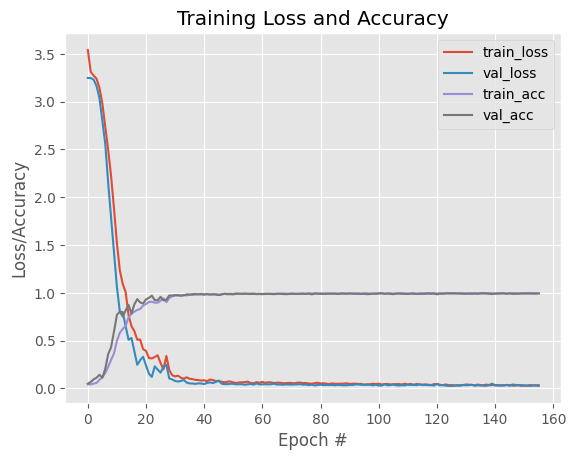 Training Loss and Accuracy
train_loss
val_loss
train_acc
val_acc
3.5
3.0
2.5
2.0
1.5
1.0
0.5
0.0
Loss/Accuracy
0 20 40 60 80 100 120 140 160
Epoch #